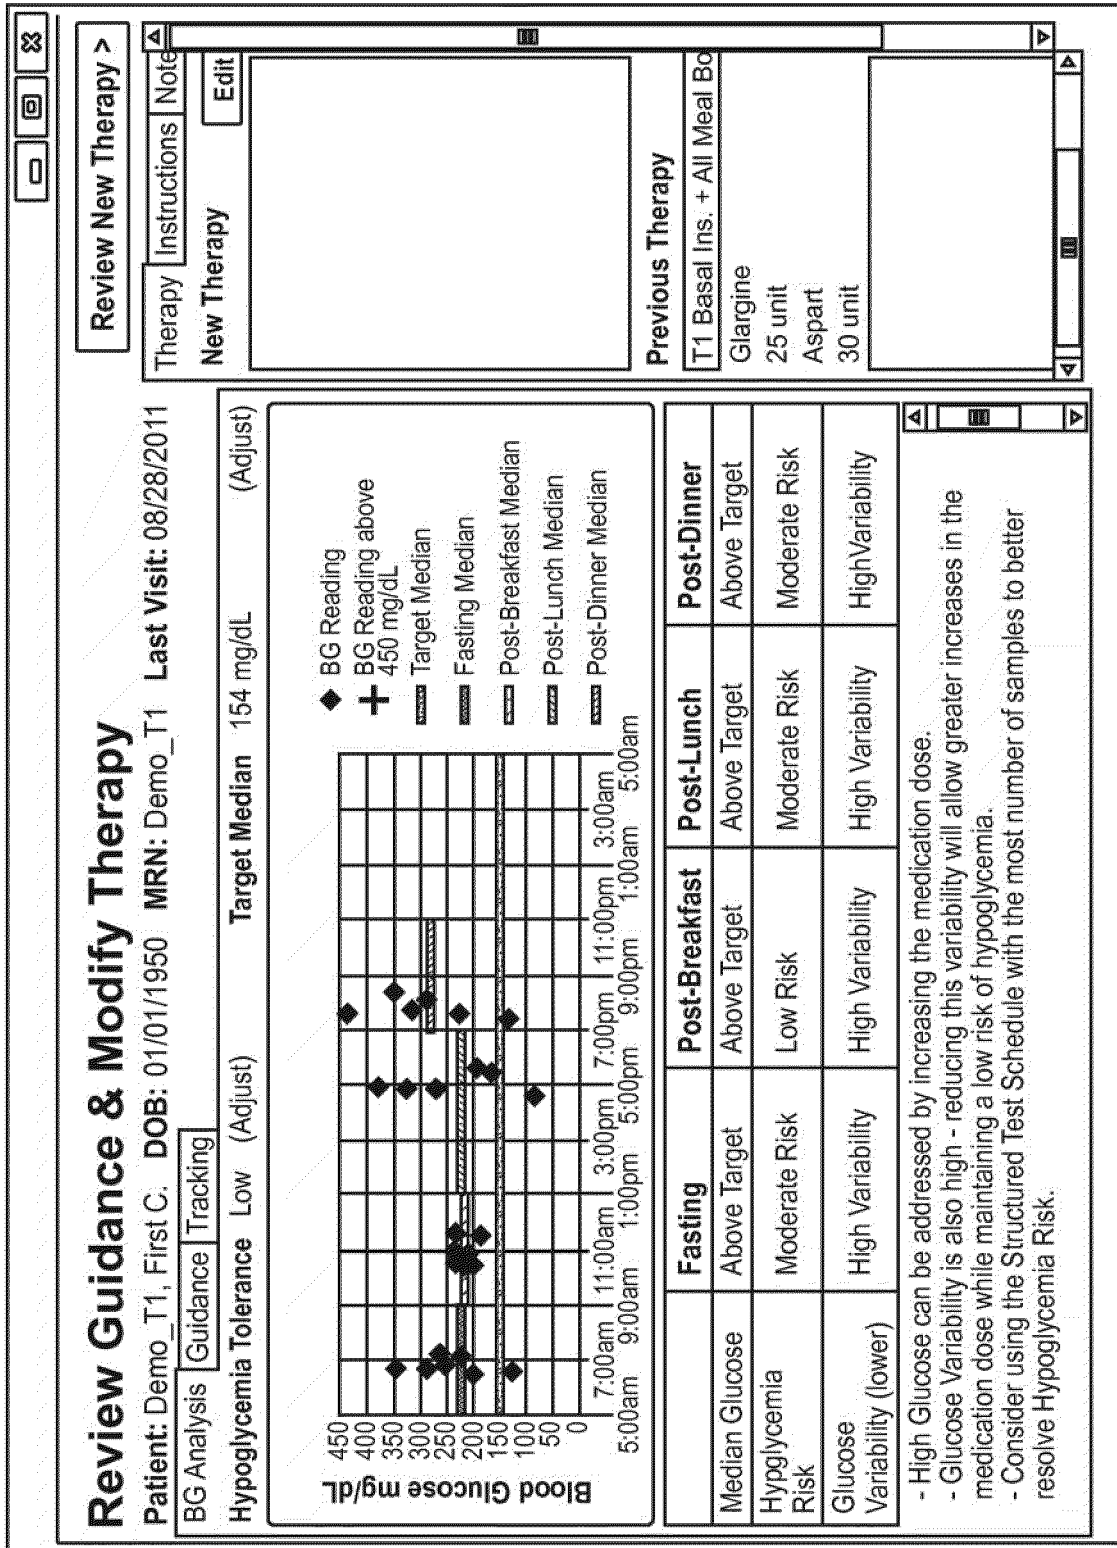 Review Guidance & Modify Therapy
Review New Therapy >
Patient: Demo_T1, First C. DOB: 01/01/1950 MRN: Demo_T1 Last Visit: 08/28/2011
BG Analysis Guidance Tracking
Hypoglycemia Tolerance Low (Adjust) Target Median 154 mg/dL (Adjust)
Blood Glucose mg/dL
450
400
350
300
250
200
150
100
50
0
5:00am 7:00am 9:00am 11:00am 1:00pm 3:00pm 5:00pm 7:00pm 9:00pm 11:00pm 1:00am 3:00am 5:00am
BG Reading
BG Reading above
450 mg/dL
Target Median
Fasting Median
Post-Breakfast Median
Post-Lunch Median
Post-Dinner Median
Fasting Post-Breakfast Post-Lunch Post-Dinner
Median Glucose Above Target Above Target Above Target Above Target
Hypglycemia
Risk Moderate Risk Low Risk Moderate Risk Moderate Risk
Glucose
Variability (lower) High Variability High Variability High Variability HighVariability
- High Glucose can be addressed by increasing the medication dose.
- Glucose Variability is also high - reducing this variability will allow greater increases in the
medication dose while maintaining a low risk of hypoglycemia.
- Consider using the Structured Test Schedule with the most number of samples to better
resolve Hypoglycemia Risk.
Therapy Instructions Note
New Therapy Edit
Previous Therapy
T1 Basal Ins. + All Meal Bo
Glargine
25 unit
Aspart
30 unit